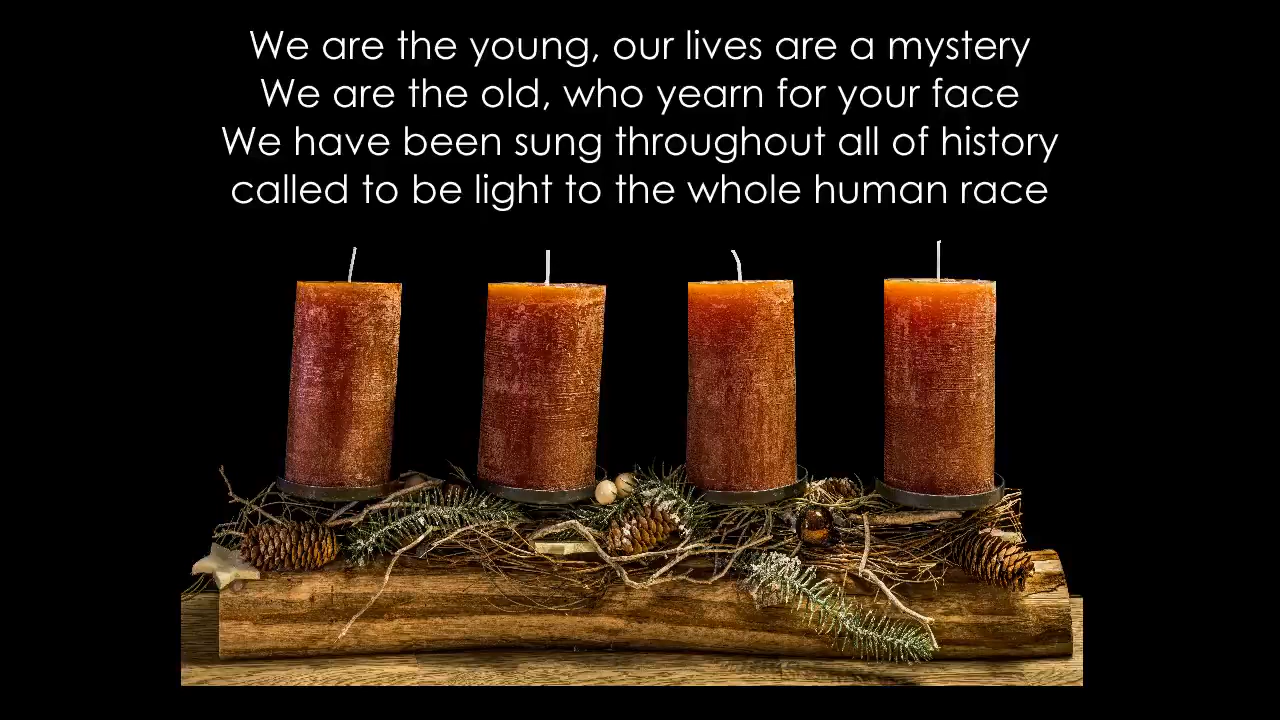 We are the young, our lives are a mystery
We are the old, who yearn for your face
We have been sung throughout all of history
called to be light to the whole human race